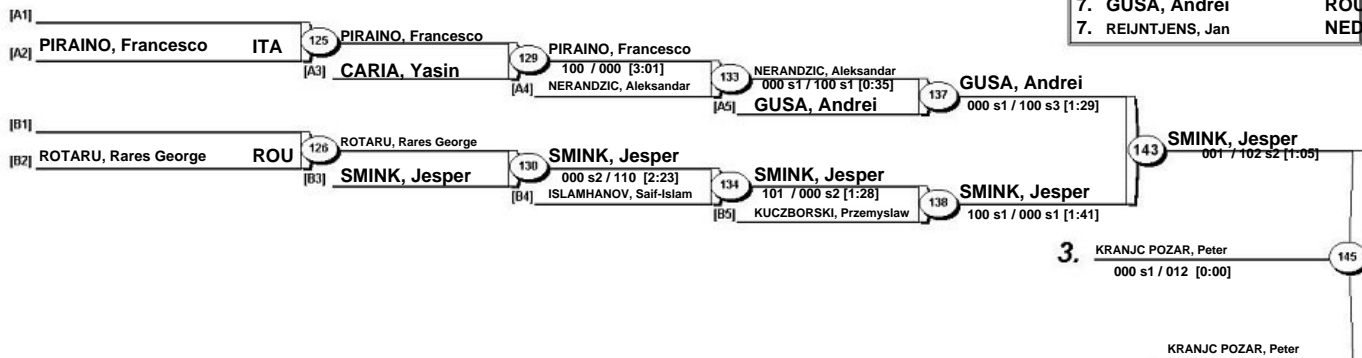 7. GUSA, Andrei ROU
7. REIJNTJENS, Jan NED
[A1]
[A2] PIRAINO, Francesco ITA
125
PIRAINO, Francesco
[A3] CARIA, Yasin
129
PIRAINO, Francesco
100 / 000 [3:01]
[A4] NERANDZIC, Aleksandar
133
NERANDZIC, Aleksandar
000 s1 / 100 s1 [0:35]
[A5] GUSA, Andrei
137
GUSA, Andrei
000 s1 / 100 s3 [1:29]
[B1]
[B2] ROTARU, Rares George ROU
126
ROTARU, Rares George
[B3] SMINK, Jesper
130
SMINK, Jesper
000 s2 / 110 [2:23]
[B4] ISLAMHANOV, Saif-Islam
134
SMINK, Jesper
101 / 000 s2 [1:28]
[B5] KUCZBORSKI, Przemyslaw
138
SMINK, Jesper
100 s1 / 000 s1 [1:41]
143
SMINK, Jesper
001 / 102 s2 [1:05]
3. KRANJC POZAR, Peter
000 s1 / 012 [0:00]
145
KRANJC POZAR, Peter